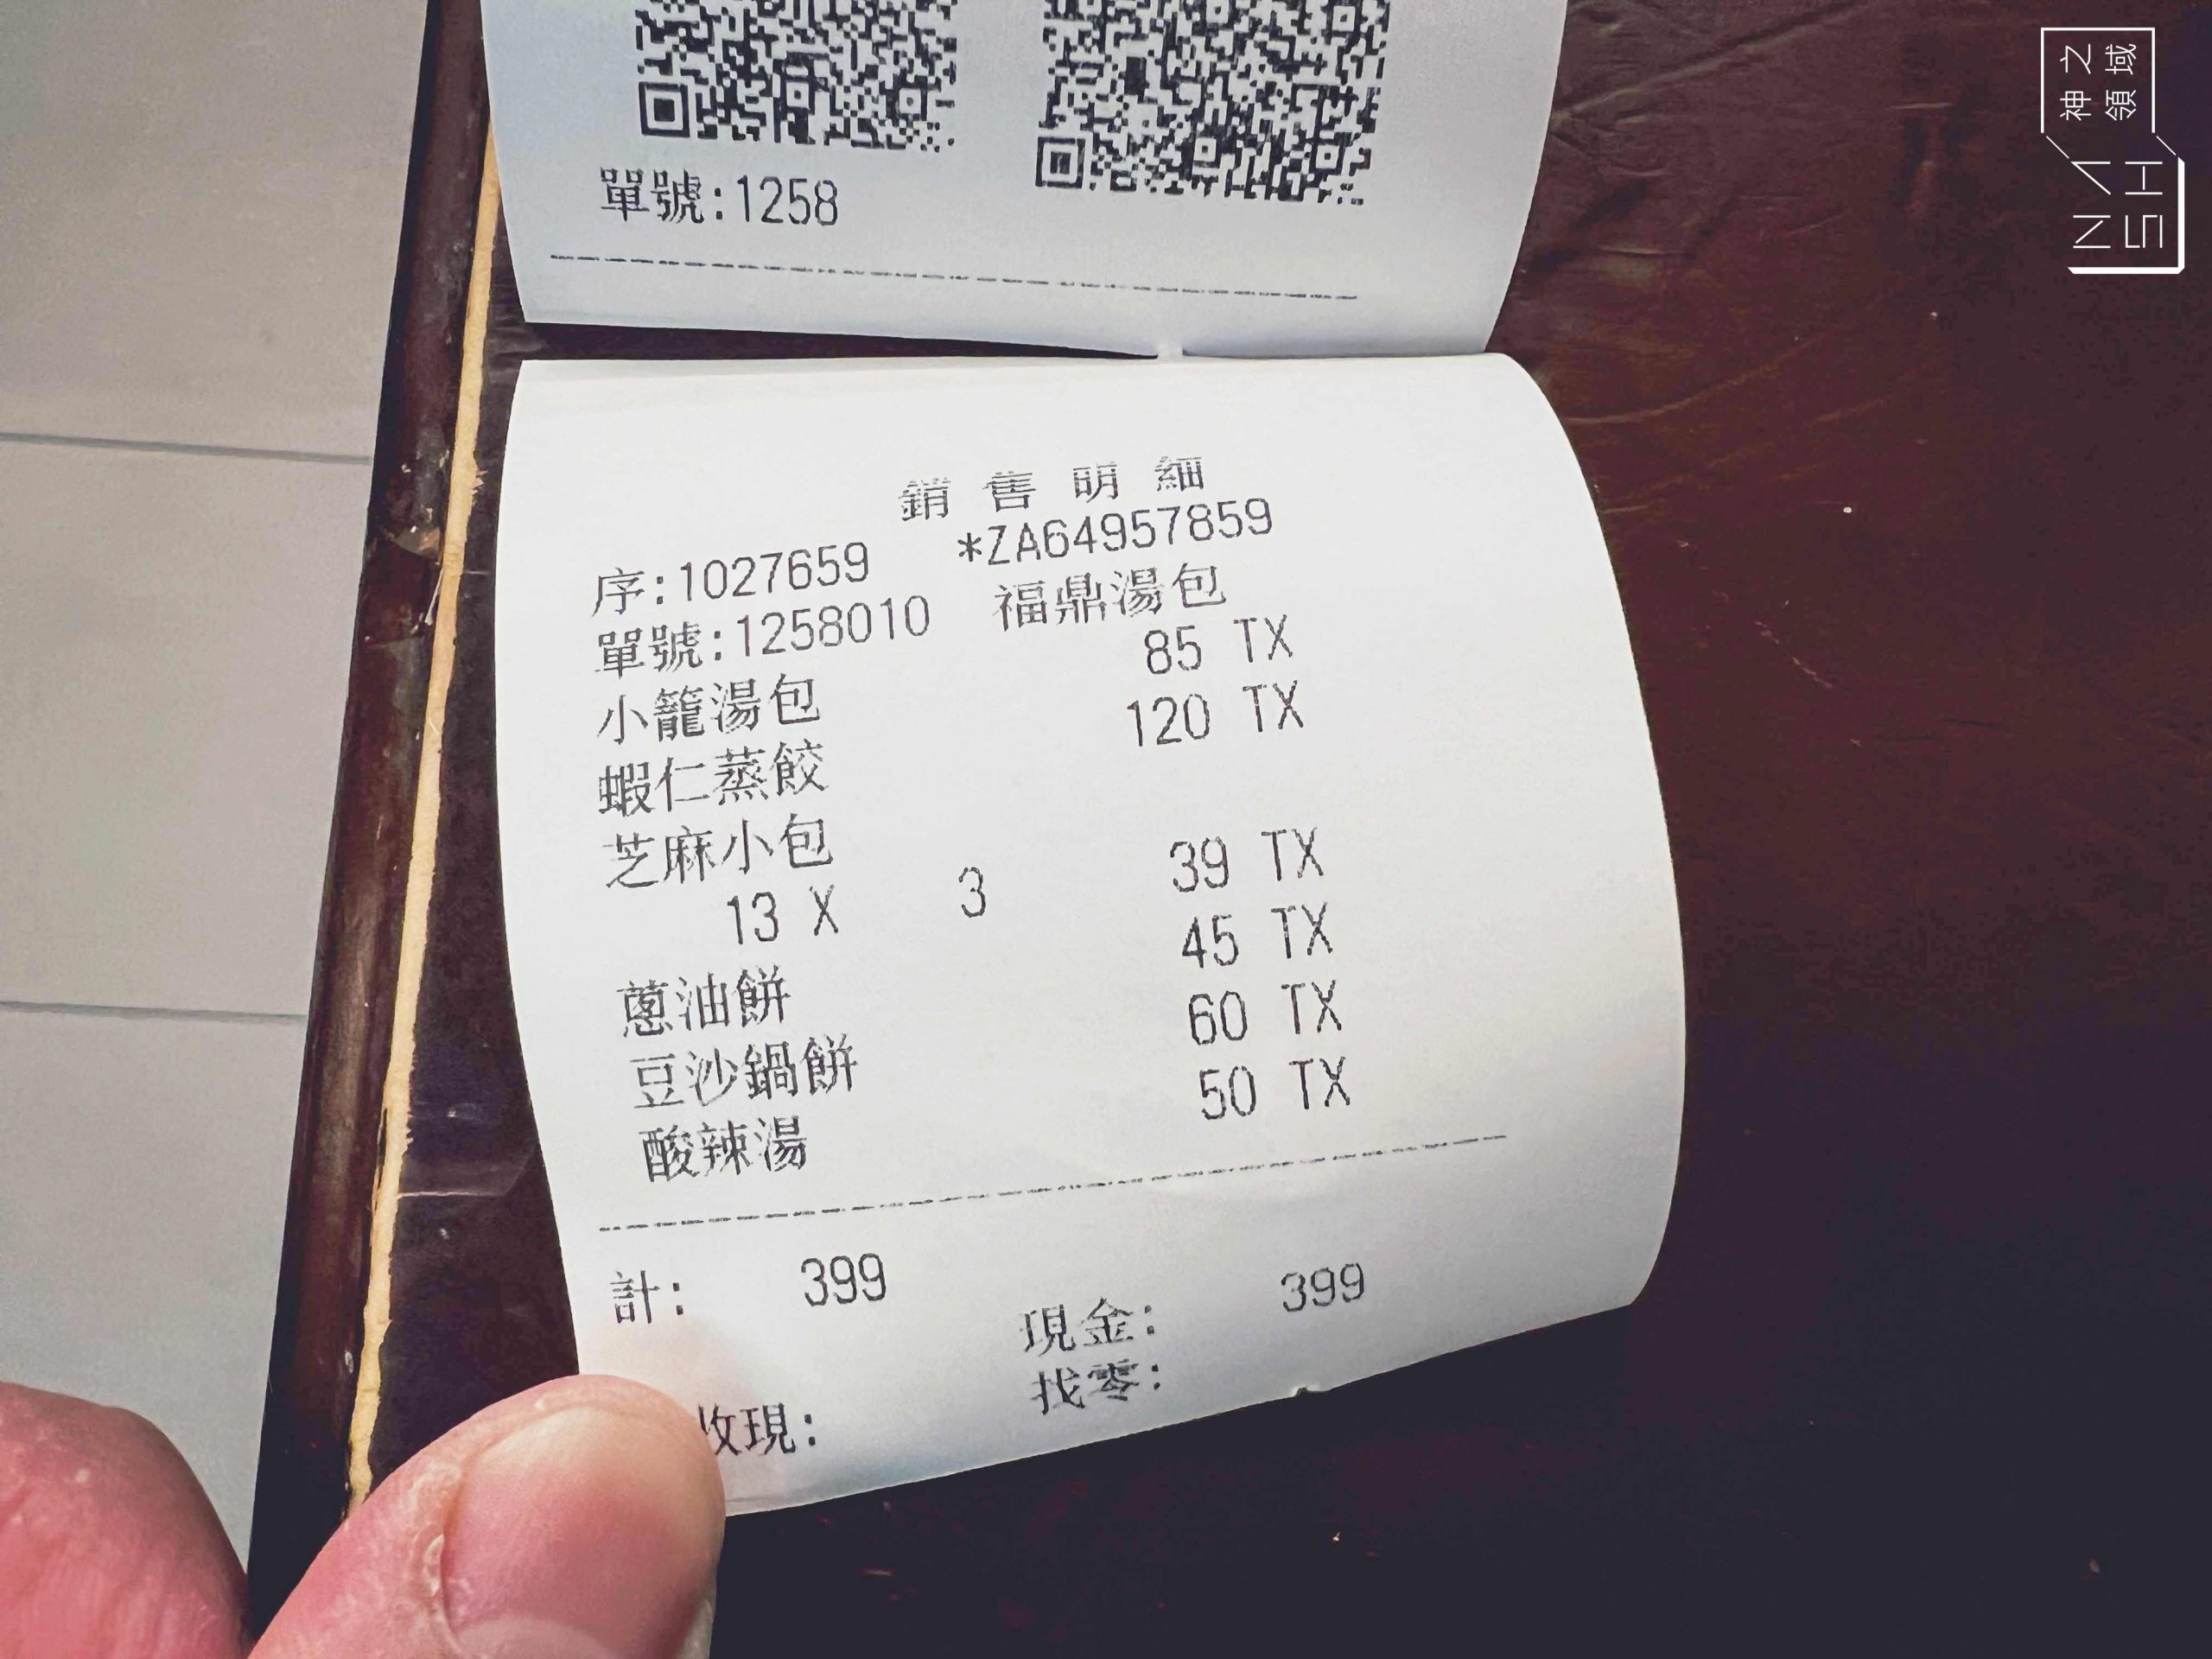 單號:1258
銷售明細
序:1027659 *ZA64957859
單號:1258010 福鼎湯包
小籠湯包 85 TX
蝦仁蒸餃 120 TX
芝麻小包
13 X 3 39 TX
蔥油餅 45 TX
豆沙鍋餅 60 TX
酸辣湯 50 TX
計: 399
現金: 399
收現: 找零:
神之領域
INSH